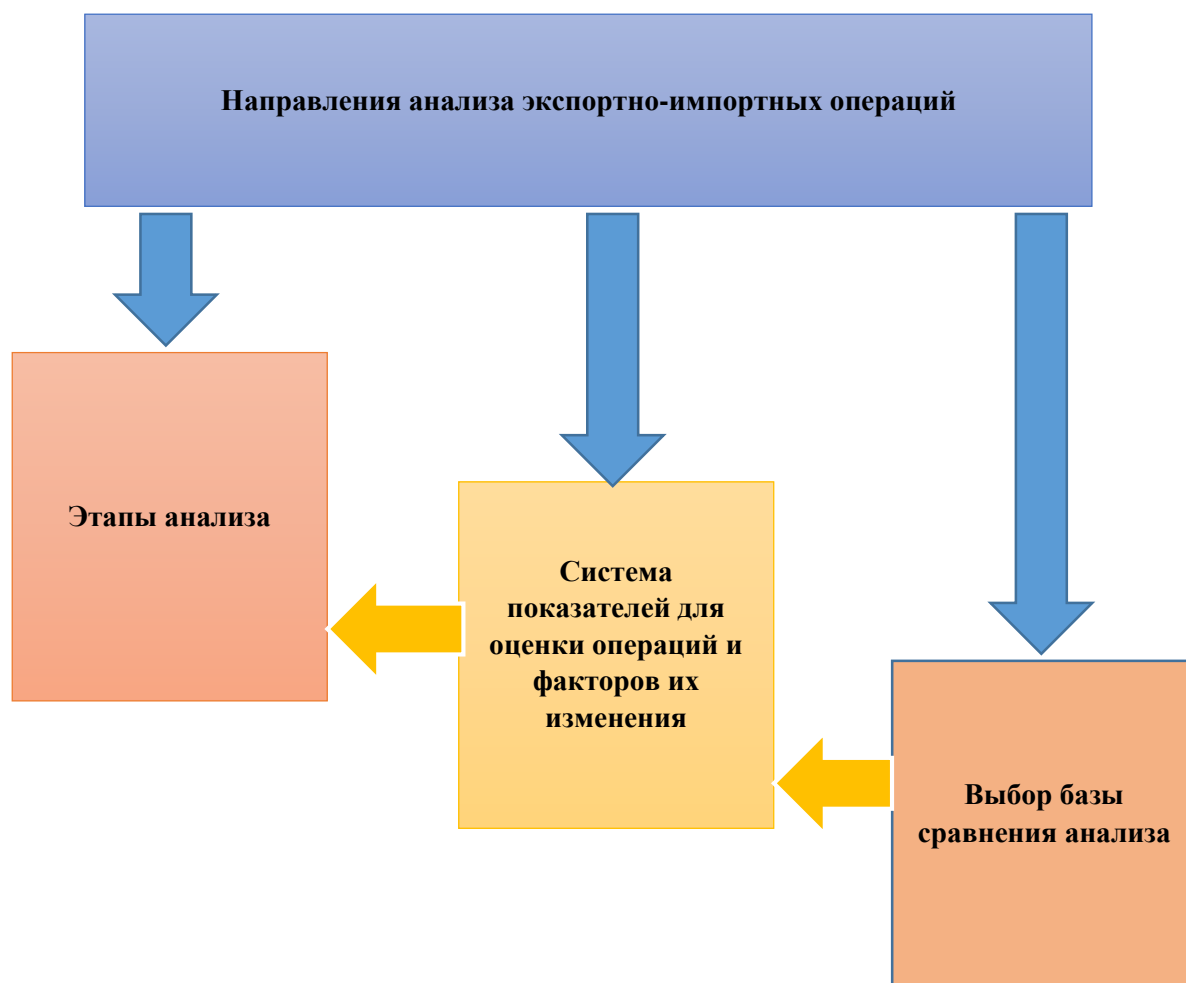 Направления анализа экспортно-импортных операций
Этапы анализа
Система
показателей для
оценки операций и
факторов их
изменения
Выбор базы
сравнения анализа